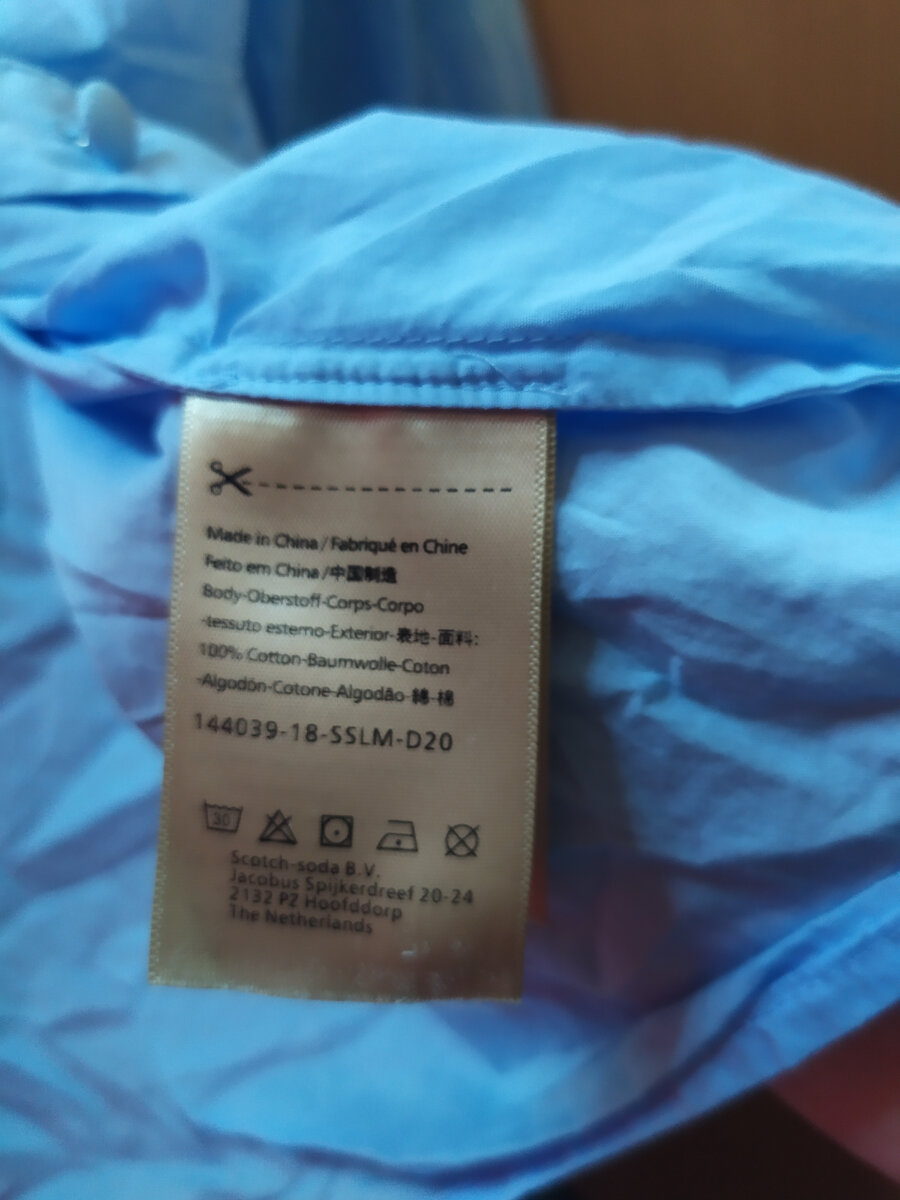 Made in China / Fabriqué en Chine
Feito em China / 中国制造
Body-Oberstoff-Corps-Corpo
-tessuto esterno-Exterior-表地-面料:
100% Cotton-Baumwolle-Coton
-Algodón-Cotone-Algodão-綿-棉
144039-18-SSLM-D20
30
Scotch-soda B.V.
Jacobus Spijkerdreef 20-24
2132 PZ Hoofddorp
The Netherlands